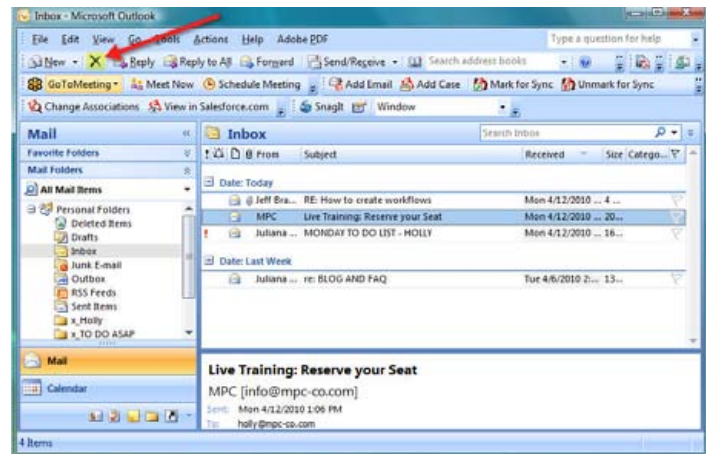 Inbox - Microsoft Outlook
File Edit View Go Tools Actions Help Adobe PDF Type a question for help
New Reply Reply to All Forward Send/Receive Search address books
GoToMeeting Meet Now Schedule Meeting Add Email Add Case Mark for Sync Unmark for Sync
Change Associations View in Salesforce.com SnagIt Window
Mail Inbox Search Inbox
Favorite Folders From Subject Received Size Catego...
Mail Folders
All Mail Items Date: Today
Personal Folders Jeff Bra... RE: How to create workflows Mon 4/12/2010 ... 4 ...
Deleted Items MPC Live Training: Reserve your Seat Mon 4/12/2010 ... 20...
Drafts Juliana ... MONDAY TO DO LIST - HOLLY Mon 4/12/2010 ... 16...
Inbox
Junk E-mail Date: Last Week
Outbox Juliana ... re: BLOG AND FAQ Tue 4/6/2010 2:... 13...
RSS Feeds
Sent Items
x_Holly
x_TO DO ASAP
Mail
Live Training: Reserve your Seat
Calendar MPC [info@mpc-co.com]
Sent: Mon 4/12/2010 1:06 PM
To: holly@mpc-co.com
4 Items